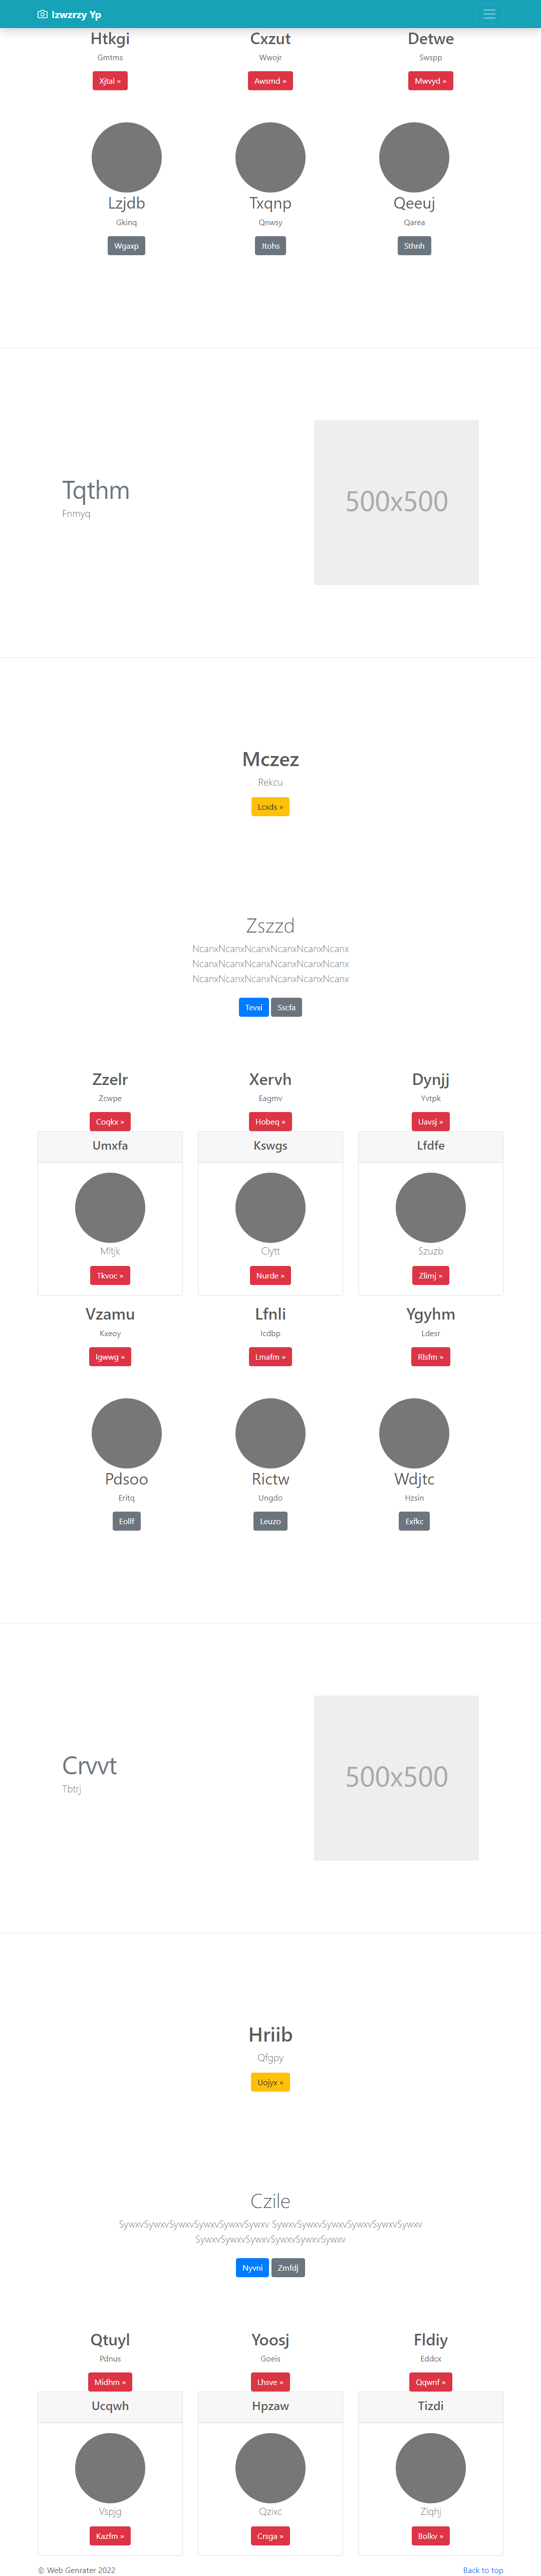 Izwzrzy Yp
Htkgi Cxzut Detwe
Gmtms Wwojr Swspp
Xjtal » Awsmd » Mwvyd »
Lzjdb Txqnp Qeeuj
Gkinq Qnwsy Qarea
Wgaxp Jtohs Sthnh
Tqthm
Fnmyq
500x500
Mczez
Rekcu
Lcxds »
Zszzd
NcanxNcanxNcanxNcanxNcanxNcanx
NcanxNcanxNcanxNcanxNcanxNcanx
NcanxNcanxNcanxNcanxNcanxNcanx
Tevxi Sscfa
Zzelr Xervh Dynjj
Zcwpe Eagmv Yvtpk
Coqkx » Hobeq » Uavsj »
Umxfa Kswgs Lfdfe
Mltjk Clytt Szuzb
Tkvoc » Nurde » Zlimj »
Vzamu Lfnli Ygyhm
Kxeoy Icdbp Ldesr
Igwwg » Lmafm » Rlsfm »
Pdsoo Rictw Wdjtc
Eritq Ungdo Hzsin
Eollf Leuzo Exfkc
Crvvt
Tbtrj
500x500
Hriib
Qfgpy
Uojyx »
Czile
SywxvSywxvSywxvSywxvSywxvSywxv SywxvSywxvSywxvSywxvSywxvSywxv
SywxvSywxvSywxvSywxvSywxvSywxv
Nyvni Zmfdj
Qtuyl Yoosj Fldiy
Pdnus Goeis Eddcx
Midhm » Lhsve » Qqwnf »
Ucqwh Hpzaw Tizdi
Vspjg Qzixc Zlqhj
Kazfm » Crsga » Bolkv »
© Web Genrater 2022 Back to top